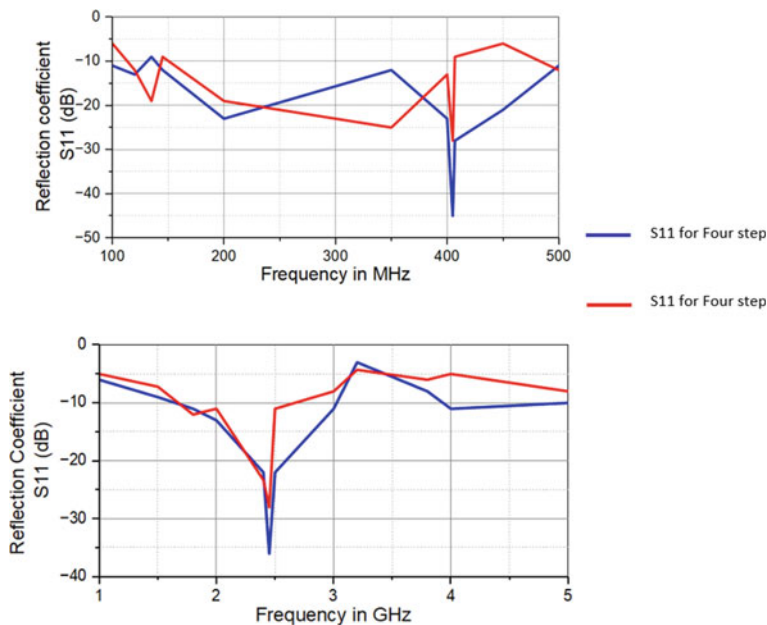 0
−10
−20
−30
−40
−50
Reflection coefficient
S11 (dB)
100
200
300
400
500
Frequency in MHz
S11 for Four step
S11 for Four step
0
−10
−20
−30
−40
Reflection Coefficient
S11 (dB)
1
2
3
4
5
Frequency in GHz